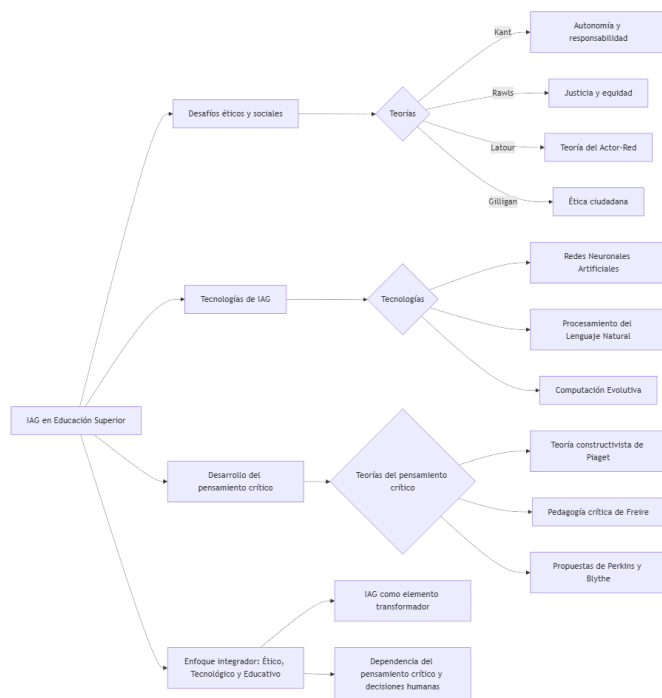 Kant
Autonomía y
responsabilidad
Rawls
Justicia y equidad
Desafíos éticos y sociales
Teorías
Latour
Teoría del Actor-Red
Gilligan
Ética ciudadana
Redes Neuronales
Artificiales
Tecnologías de IAG
Tecnologías
Procesamiento del
Lenguaje Natural
Computación Evolutiva
IAG en Educación Superior
Teoría constructivista de
Piaget
Desarrollo del
pensamiento crítico
Teorías del pensamiento
crítico
Pedagogía crítica de Freire
Propuestas de Perkins y
Blythe
IAG como elemento
transformador
Enfoque integrador: Ético,
Tecnológico y Educativo
Dependencia del
pensamiento crítico y
decisiones humanas